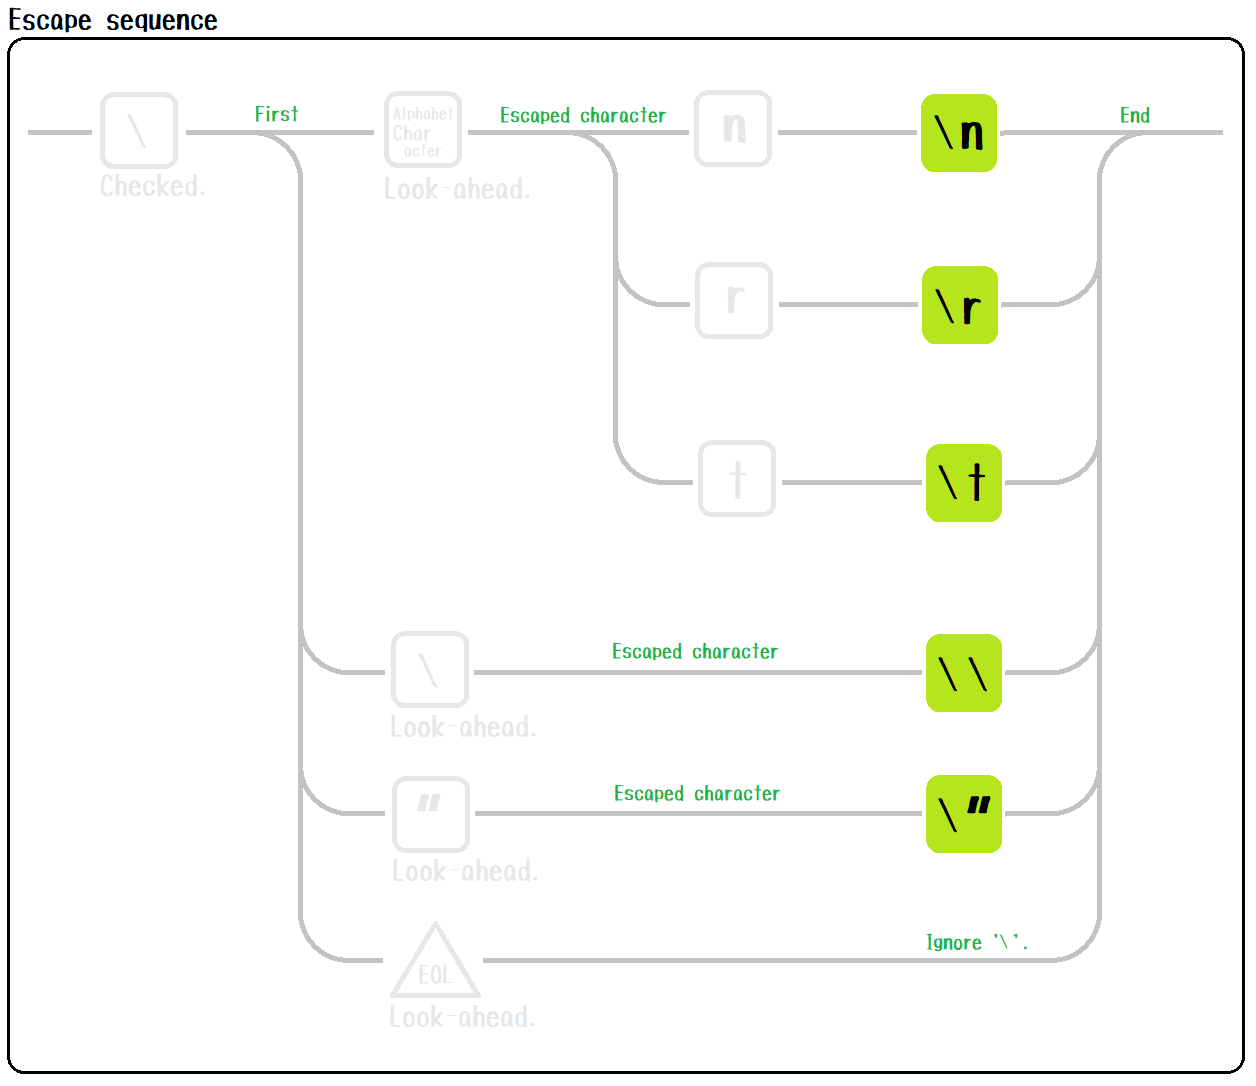 Escape sequence
\
Checked.
First
Alphabet
Char
acter
Look-ahead.
Escaped character
n
\n
End
r
\r
t
\t
\
Look-ahead.
Escaped character
\\
"
Look-ahead.
Escaped character
\"
EOL
Look-ahead.
Ignore '\'.